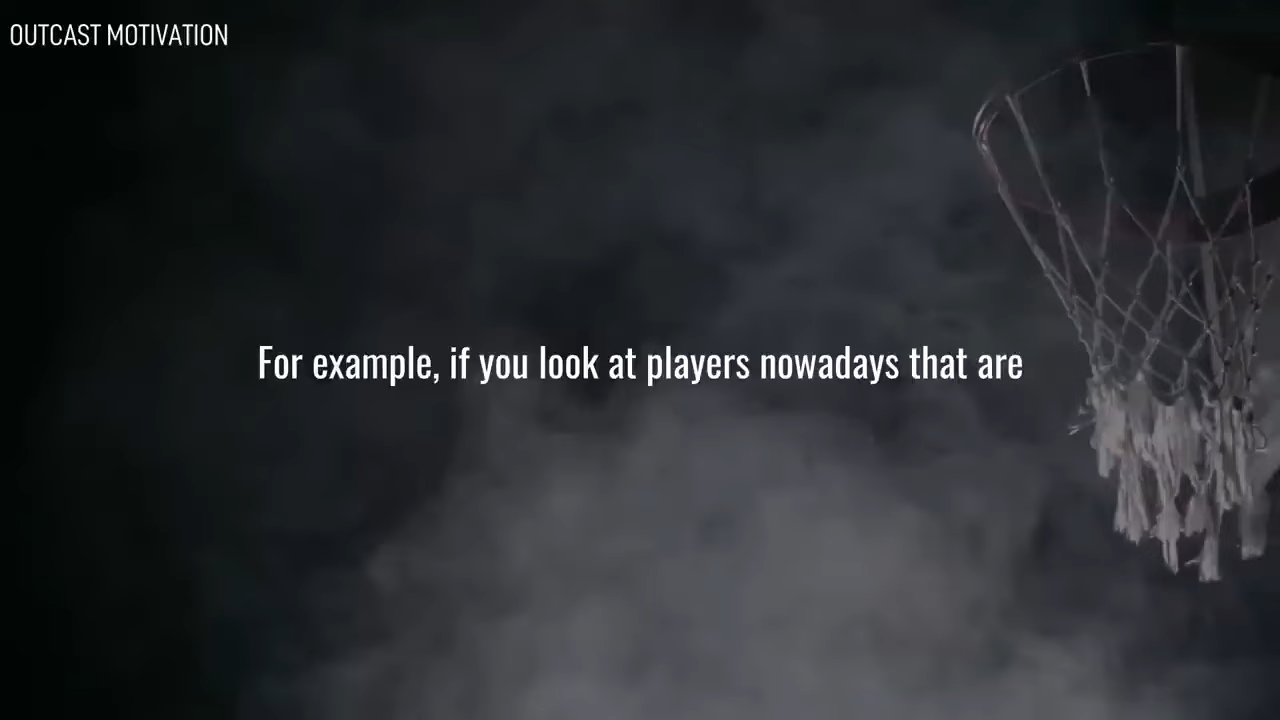 OUTCAST MOTIVATION
For example, if you look at players nowadays that are